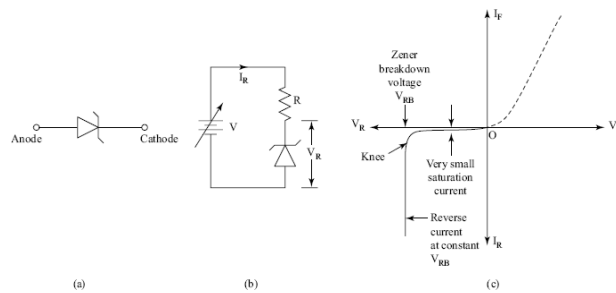 Anode
Cathode
(a)
I_R
V
R
V_R
(b)
I_F
Zener
breakdown
voltage
V_RB
V_R
V
O
Knee
Very small
saturation
current
Reverse
current
at constant
V_RB
I_R
(c)